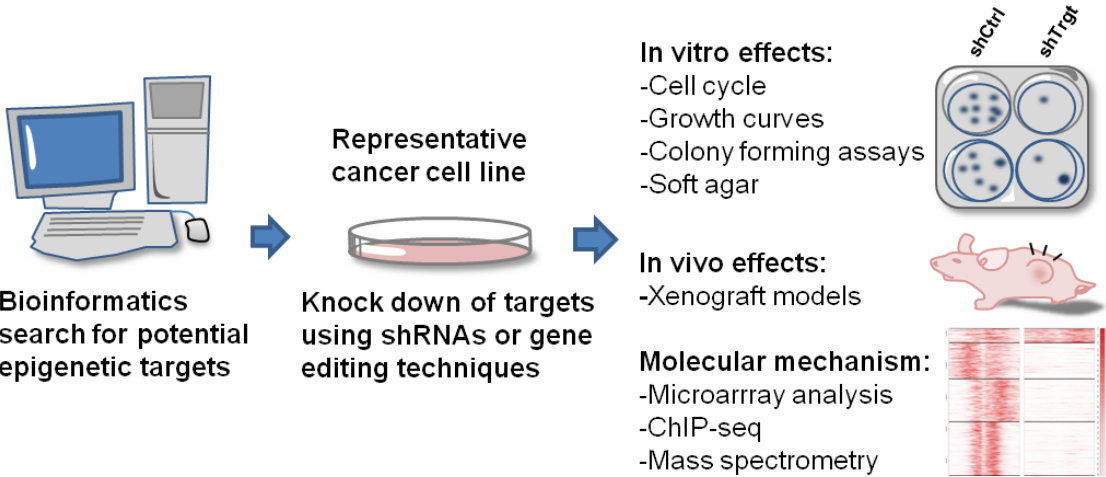 Bioinformatics
search for potential
epigenetic targets
Representative
cancer cell line
Knock down of targets
using shRNAs or gene
editing techniques
In vitro effects:
-Cell cycle
-Growth curves
-Colony forming assays
-Soft agar
shCtrl
shTrgt
In vivo effects:
-Xenograft models
Molecular mechanism:
-Microarrray analysis
-ChIP-seq
-Mass spectrometry